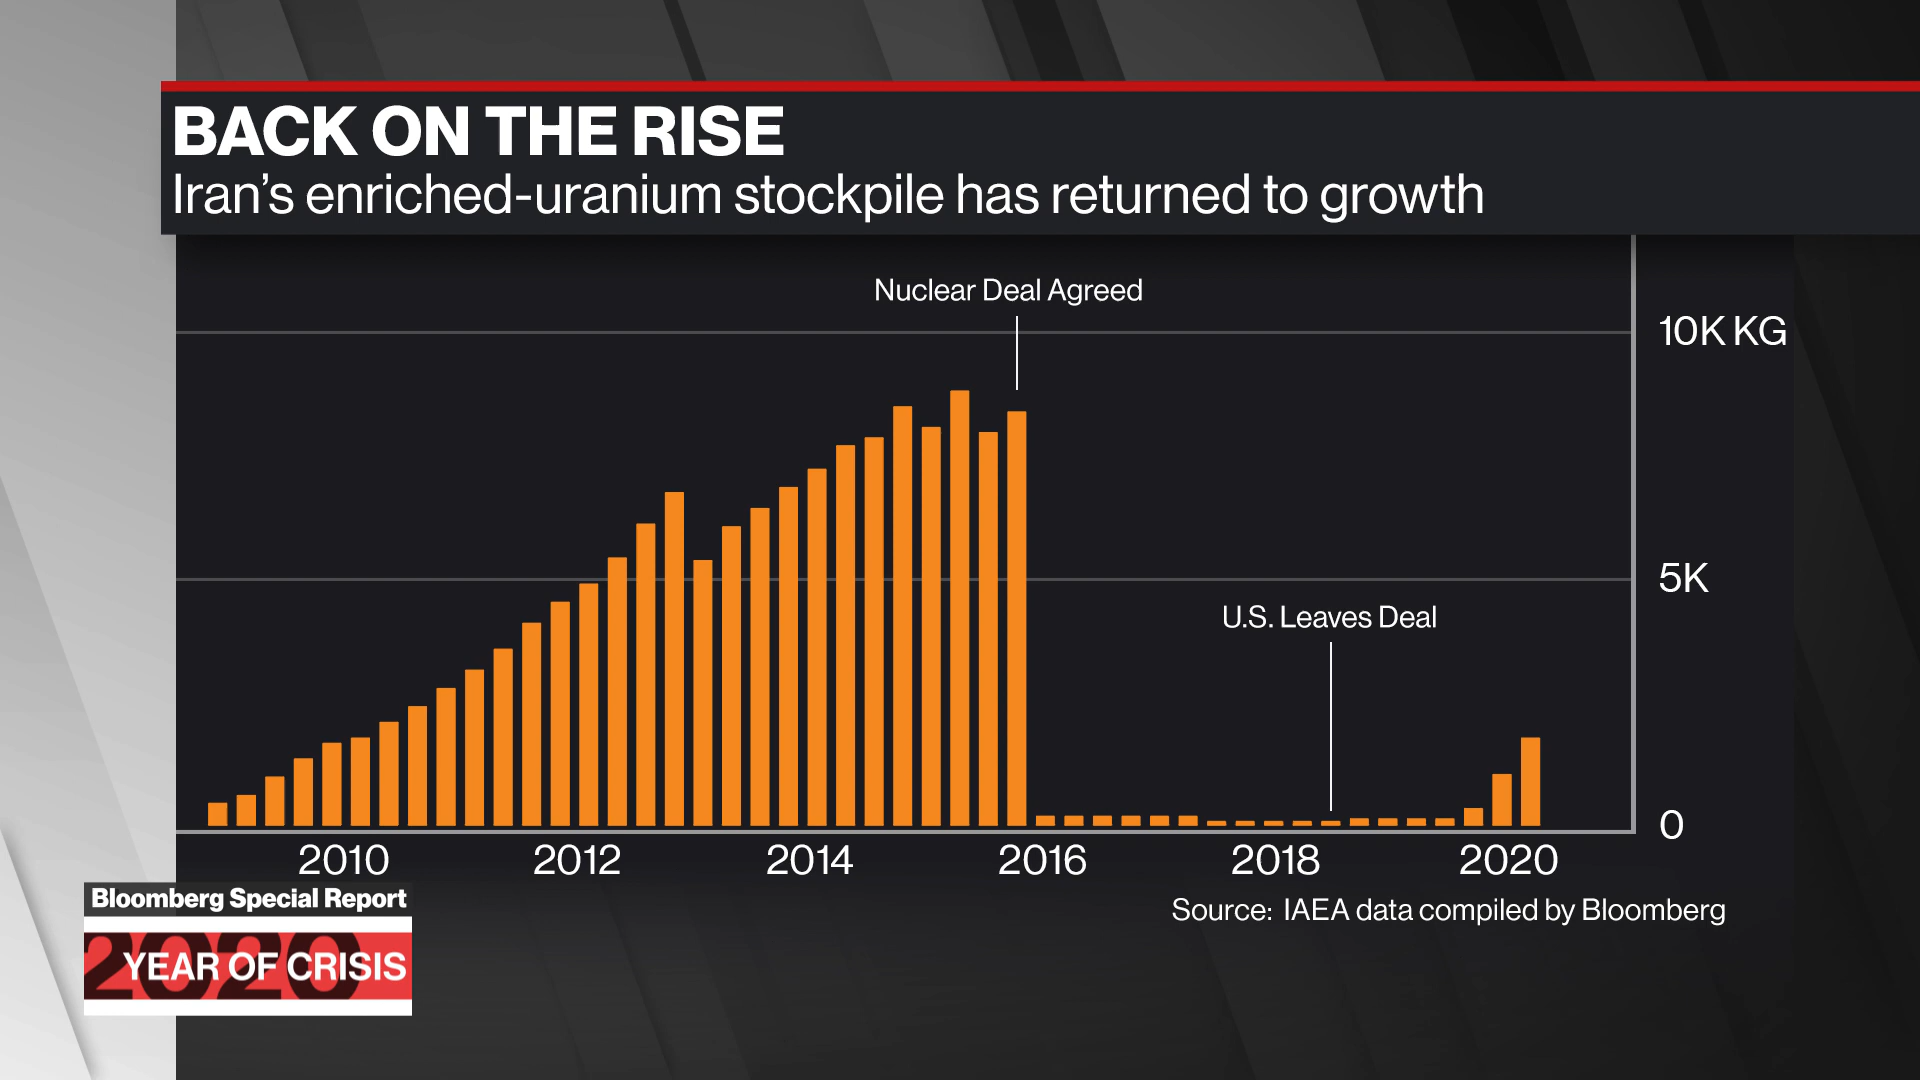 BACK ON THE RISE
Iran’s enriched-uranium stockpile has returned to growth
Nuclear Deal Agreed
10K KG
5K
U.S. Leaves Deal
0
2010 2012 2014 2016 2018 2020
Source: IAEA data compiled by Bloomberg
Bloomberg Special Report
2020
YEAR OF CRISIS